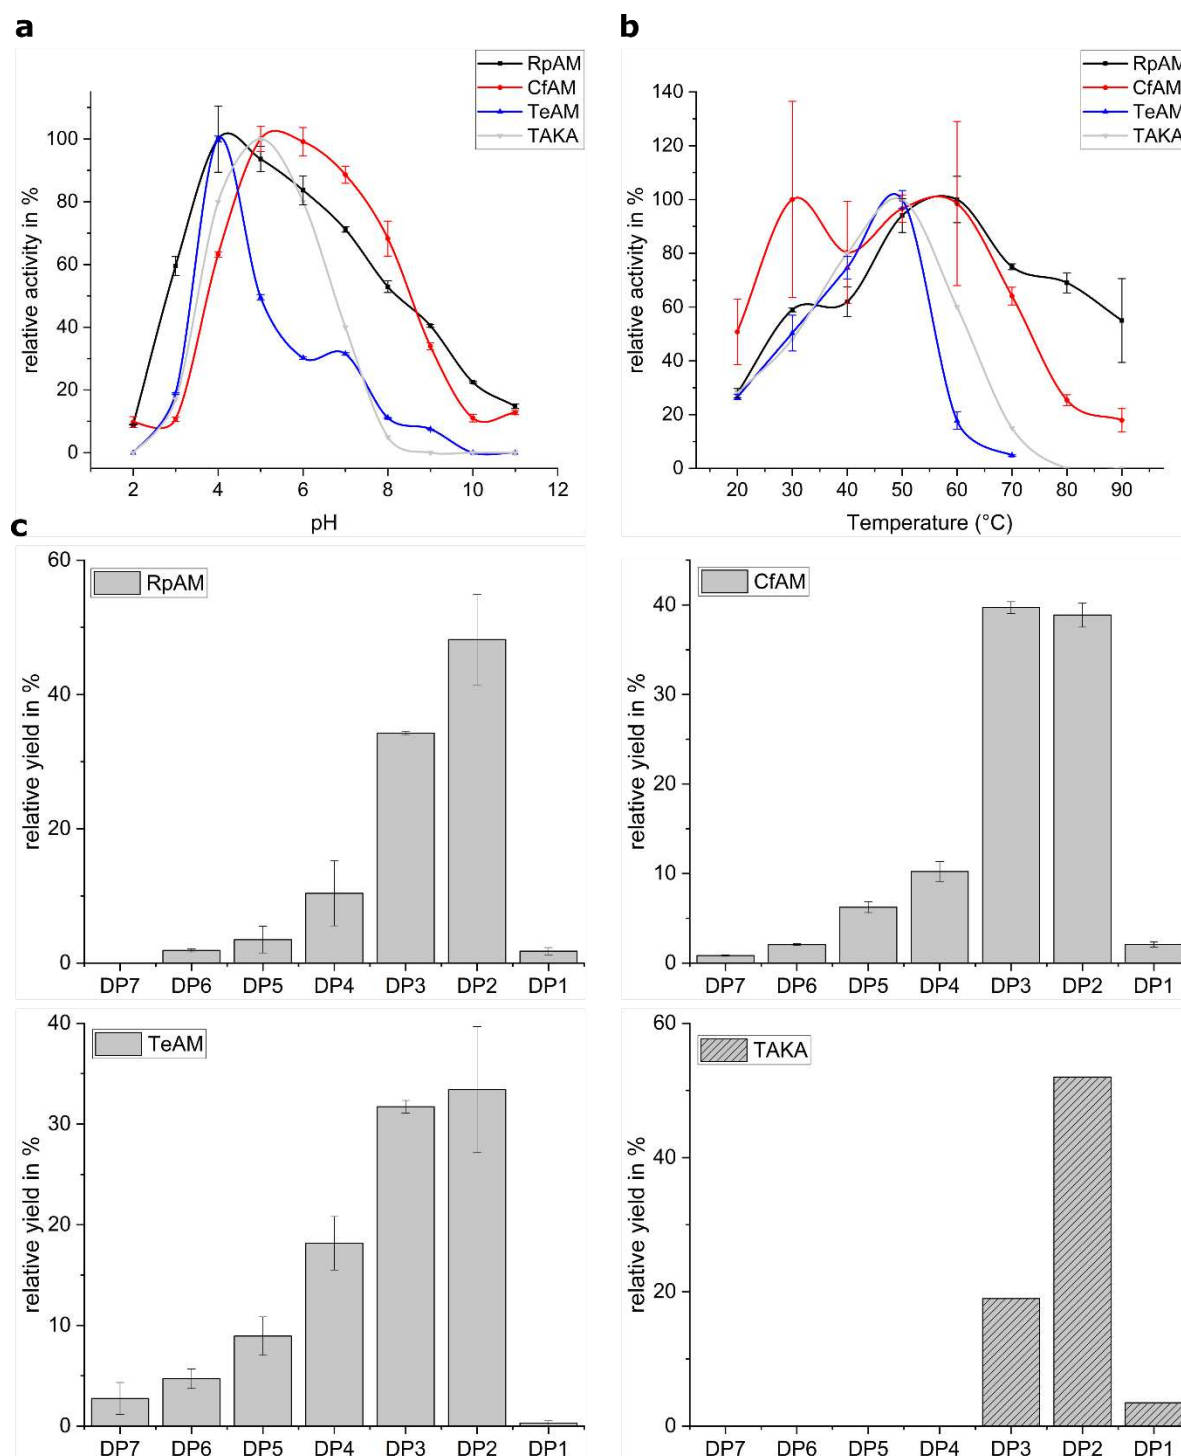 a
RpAM
CfAM
TeAM
TAKA
relative activity in %
100
80
60
40
20
0
2 4 6 8 10 12
pH
b
RpAM
CfAM
TeAM
TAKA
relative activity in %
140
120
100
80
60
40
20
0
20 30 40 50 60 70 80 90
Temperature (°C)
c
RpAM
relative yield in %
60
40
20
0
DP7 DP6 DP5 DP4 DP3 DP2 DP1
CfAM
relative yield in %
40
30
20
10
0
DP7 DP6 DP5 DP4 DP3 DP2 DP1
TeAM
relative yield in %
40
30
20
10
0
DP7 DP6 DP5 DP4 DP3 DP2 DP1
TAKA
relative yield in %
60
40
20
0
DP7 DP6 DP5 DP4 DP3 DP2 DP1